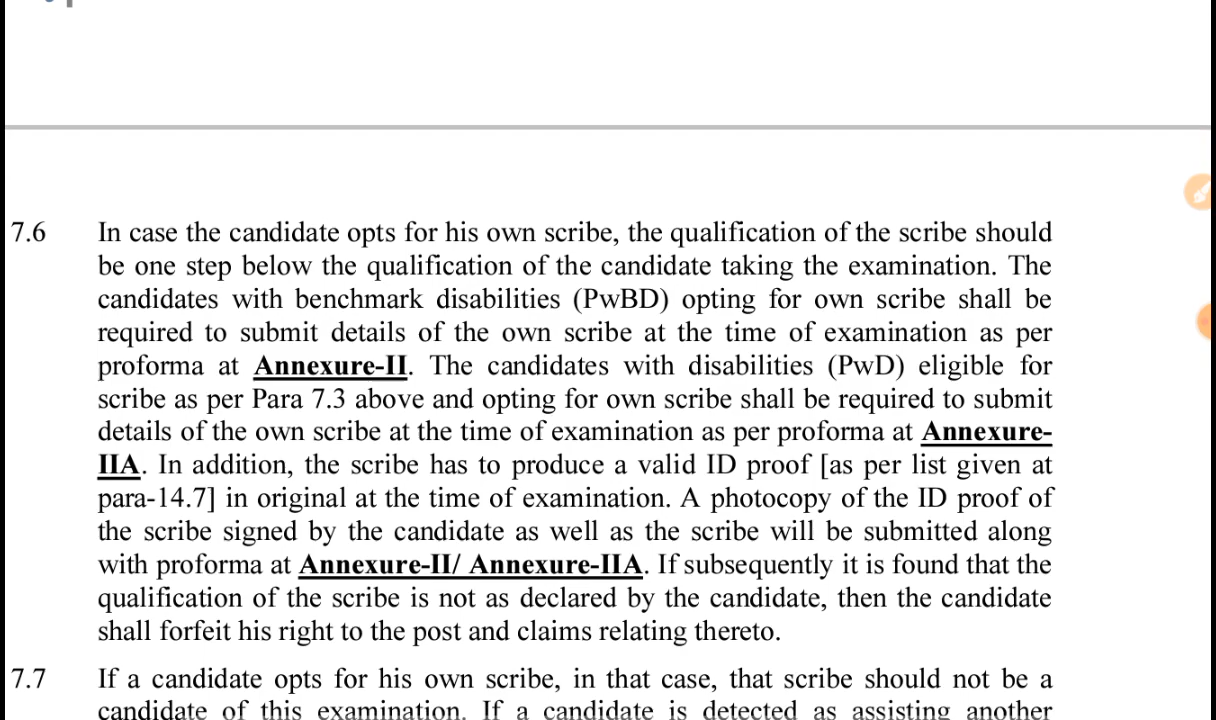 7.6 In case the candidate opts for his own scribe, the qualification of the scribe should
be one step below the qualification of the candidate taking the examination. The
candidates with benchmark disabilities (PwBD) opting for own scribe shall be
required to submit details of the own scribe at the time of examination as per
proforma at Annexure-II. The candidates with disabilities (PwD) eligible for
scribe as per Para 7.3 above and opting for own scribe shall be required to submit
details of the own scribe at the time of examination as per proforma at Annexure-
IIA. In addition, the scribe has to produce a valid ID proof [as per list given at
para-14.7] in original at the time of examination. A photocopy of the ID proof of
the scribe signed by the candidate as well as the scribe will be submitted along
with proforma at Annexure-II/ Annexure-IIA. If subsequently it is found that the
qualification of the scribe is not as declared by the candidate, then the candidate
shall forfeit his right to the post and claims relating thereto.
7.7 If a candidate opts for his own scribe, in that case, that scribe should not be a
candidate of this examination. If a candidate is detected as assisting another